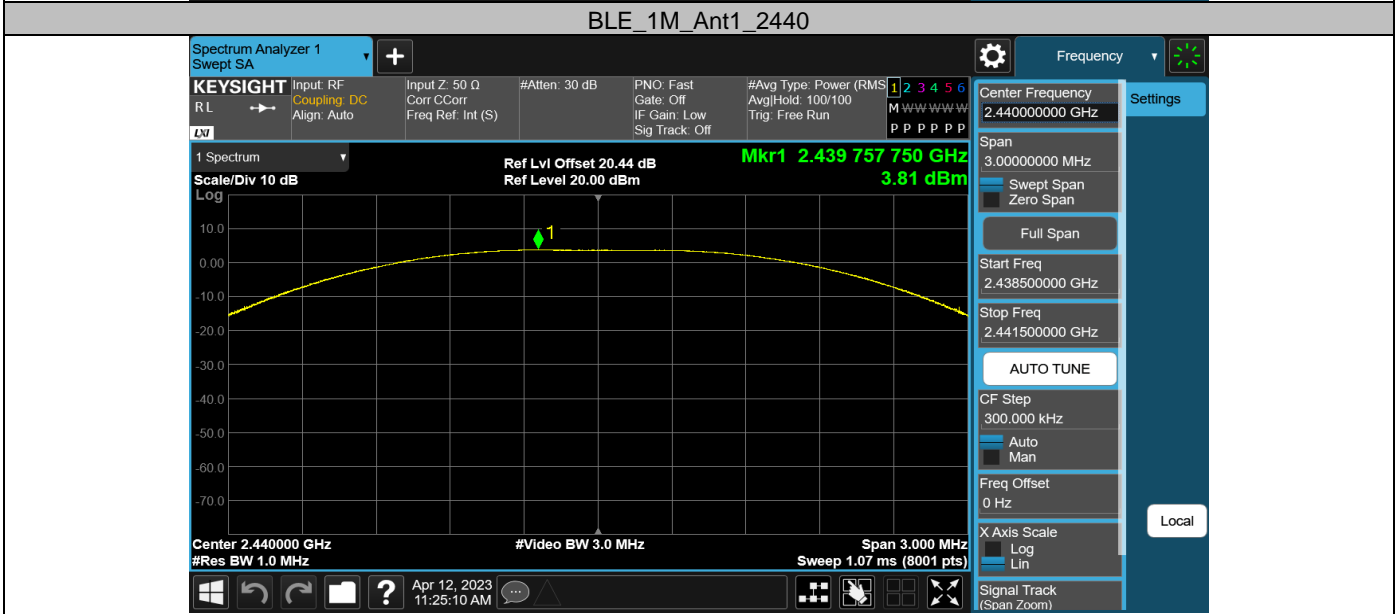 BLE_1M_Ant1_2440
Spectrum Analyzer 1
Swept SA
+
Frequency
KEYSIGHT
R L
LXI
Input: RF
Coupling: DC
Align: Auto
Input Z: 50 Ω
Corr CCorr
Freq Ref: Int (S)
#Atten: 30 dB
PNO: Fast
Gate: Off
IF Gain: Low
Sig Track: Off
#Avg Type: Power (RMS
Avg|Hold: 100/100
Trig: Free Run
1 2 3 4 5 6
M W W W W W
P P P P P P
1 Spectrum
Scale/Div 10 dB
Log
Ref Lvl Offset 20.44 dB
Ref Level 20.00 dBm
Mkr1 2.439 757 750 GHz
3.81 dBm
1
10.0
0.00
-10.0
-20.0
-30.0
-40.0
-50.0
-60.0
-70.0
Center 2.440000 GHz
#Res BW 1.0 MHz
#Video BW 3.0 MHz
Span 3.000 MHz
Sweep 1.07 ms (8001 pts)
Center Frequency
2.440000000 GHz
Span
3.00000000 MHz
Swept Span
Zero Span
Full Span
Start Freq
2.438500000 GHz
Stop Freq
2.441500000 GHz
AUTO TUNE
CF Step
300.000 kHz
Auto
Man
Freq Offset
0 Hz
X Axis Scale
Log
Lin
Signal Track
(Span Zoom)
Settings
Local
?
Apr 12, 2023
11:25:10 AM